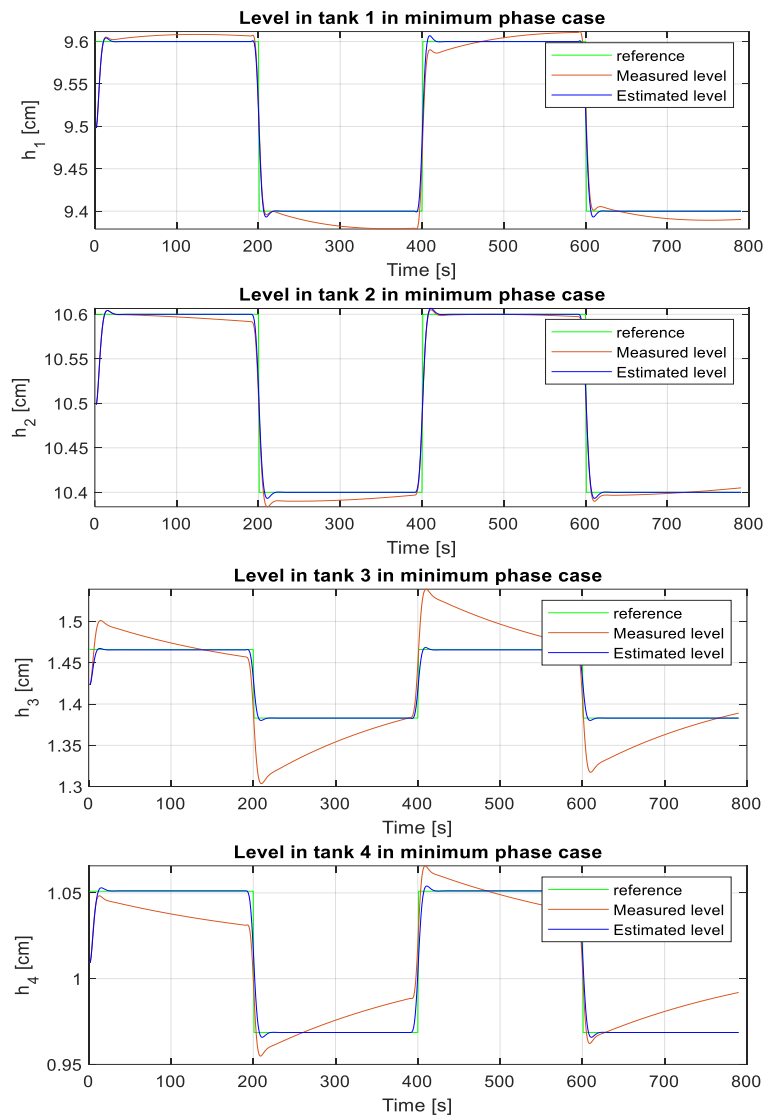 Level in tank 1 in minimum phase case
9.6
9.55
9.5
9.45
9.4
h1 [cm]
reference
Measured level
Estimated level
0 100 200 300 400 500 600 700 800
Time [s]
Level in tank 2 in minimum phase case
10.6
10.55
10.5
10.45
10.4
h2 [cm]
reference
Measured level
Estimated level
0 100 200 300 400 500 600 700 800
Time [s]
Level in tank 3 in minimum phase case
1.5
1.45
1.4
1.35
1.3
h3 [cm]
reference
Measured level
Estimated level
0 100 200 300 400 500 600 700 800
Time [s]
Level in tank 4 in minimum phase case
1.05
1
0.95
h4 [cm]
reference
Measured level
Estimated level
0 100 200 300 400 500 600 700 800
Time [s]